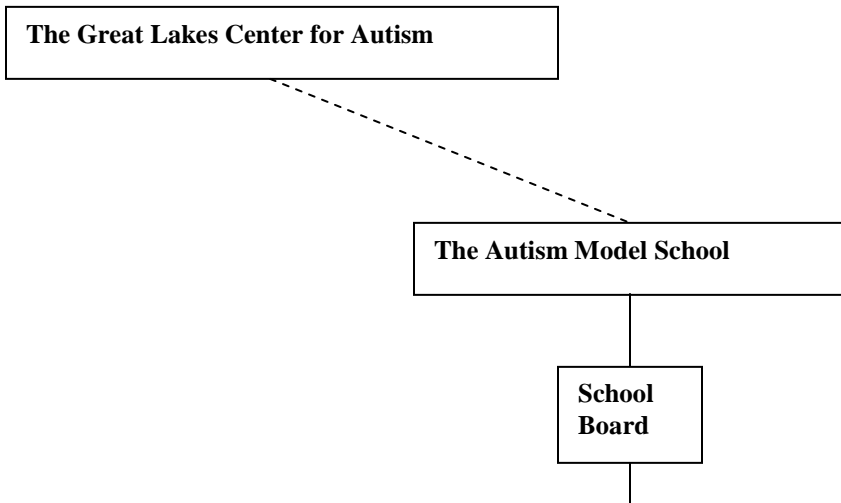 The Great Lakes Center for Autism
The Autism Model School
School
Board